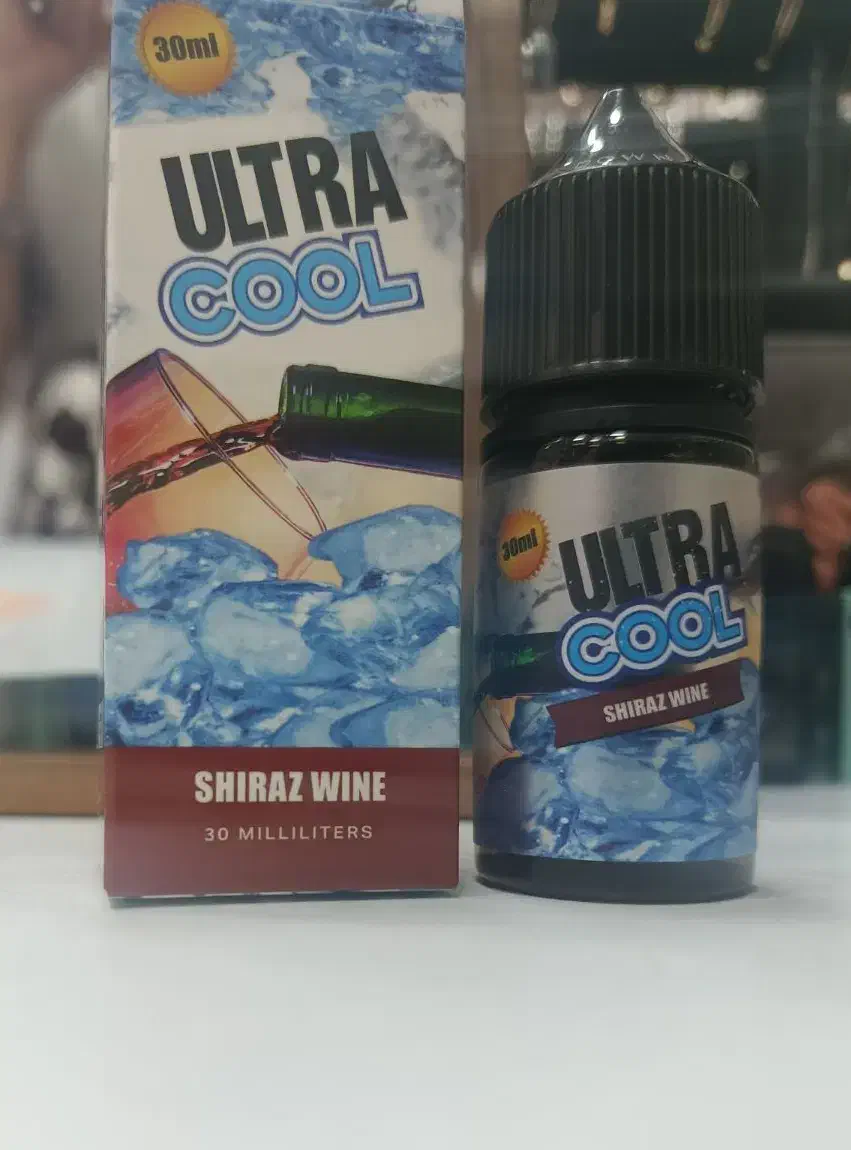 30ml
ULTRA
COOL
SHIRAZ WINE
30 MILLILITERS
30ml
ULTRA
COOL
SHIRAZ WINE